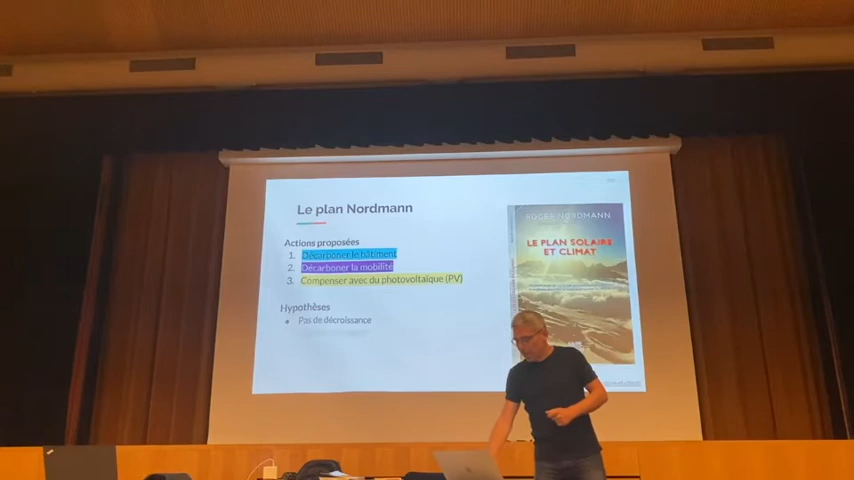 Le plan Nordmann
Actions proposées
1. Décarboner le bâtiment
2. Décarboner la mobilité
3. Compenser avec du photovoltaïque (PV)
Hypothèses
• Pas de décroissance
ROGER NORDMANN
LE PLAN SOLAIRE
ET CLIMAT